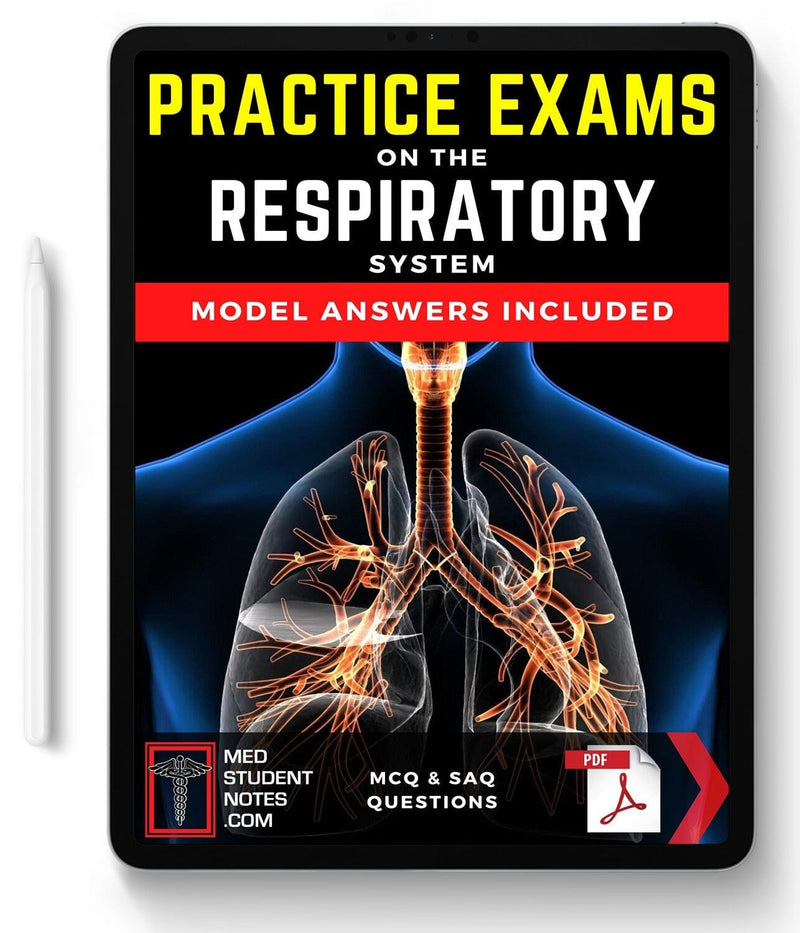 PRACTICE EXAMS
ON THE
RESPIRATORY
SYSTEM
MODEL ANSWERS INCLUDED
MED
STUDENT
NOTES
.COM
MCQ & SAQ
QUESTIONS
PDF